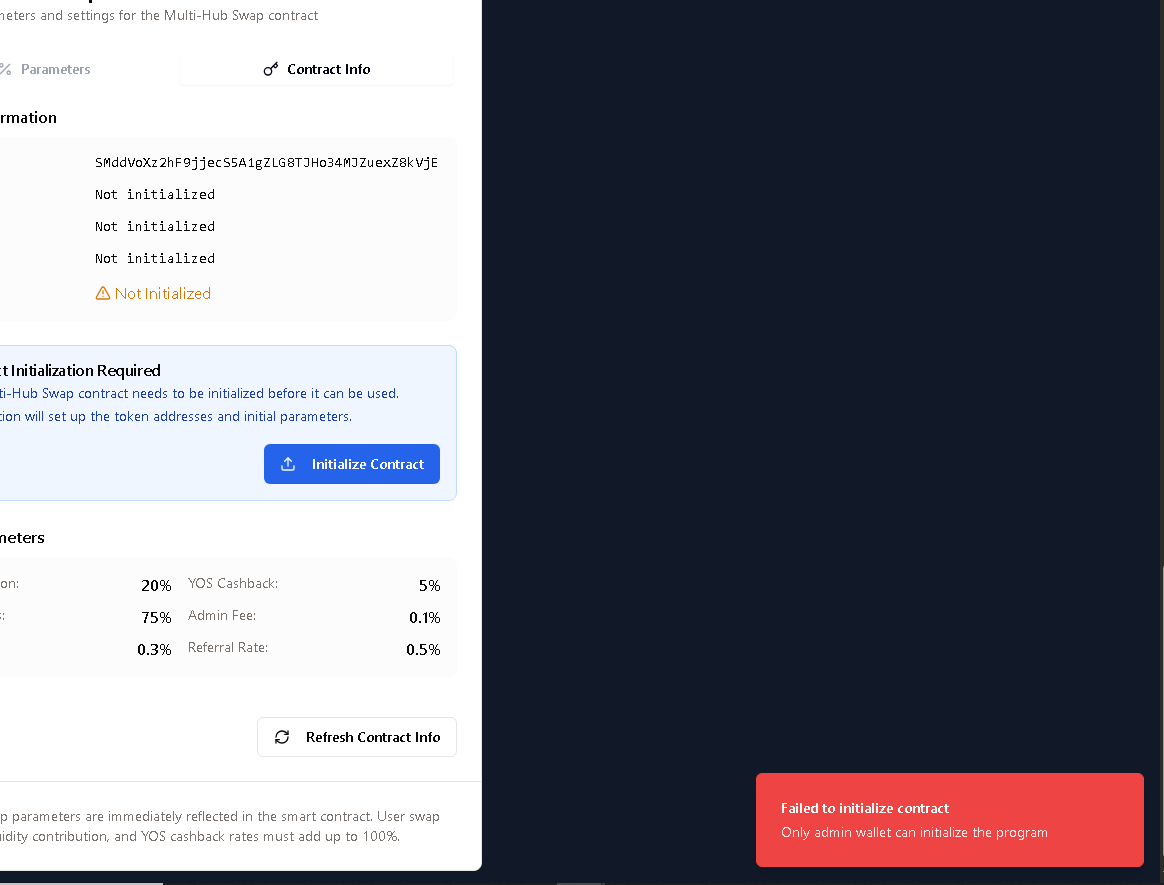 meters and settings for the Multi-Hub Swap contract
% Parameters
Contract Info
rmation
SMddVoXz2hF9jjecS5A1gZLG8TJHo34MJZuexZ8kVjE
Not initialized
Not initialized
Not initialized
Not Initialized
t Initialization Required
ti-Hub Swap contract needs to be initialized before it can be used.
tion will set up the token addresses and initial parameters.
Initialize Contract
meters
on: 20% YOS Cashback: 5%
s: 75% Admin Fee: 0.1%
0.3% Referral Rate: 0.5%
Refresh Contract Info
p parameters are immediately reflected in the smart contract. User swap
uidity contribution, and YOS cashback rates must add up to 100%.
Failed to initialize contract
Only admin wallet can initialize the program